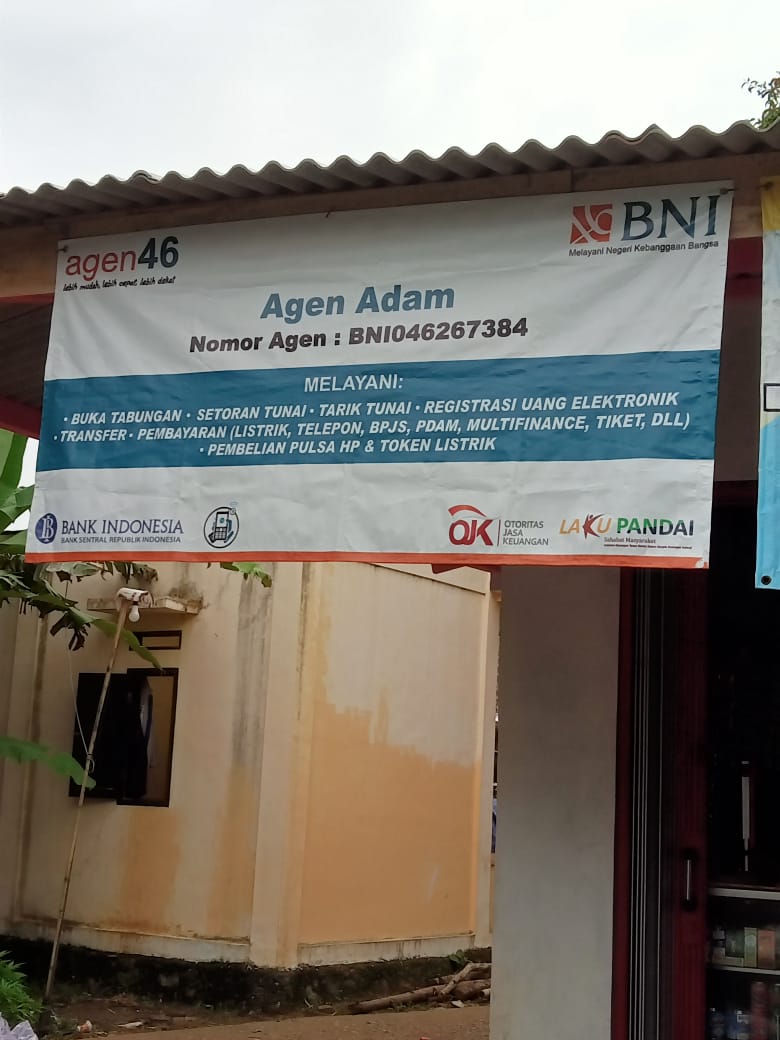 agen46
lebih mudah, lebih cepat, lebih dekat
BNI
Melayani Negeri Kebanggaan Bangsa
Agen Adam
Nomor Agen : BNI046267384
MELAYANI:
• BUKA TABUNGAN • SETORAN TUNAI • TARIK TUNAI • REGISTRASI UANG ELEKTRONIK
• TRANSFER • PEMBAYARAN (LISTRIK, TELEPON, BPJS, PDAM, MULTIFINANCE, TIKET, DLL)
• PEMBELIAN PULSA HP & TOKEN LISTRIK
BANK INDONESIA
BANK SENTRAL REPUBLIK INDONESIA
OJK
OTORITAS
JASA
KEUANGAN
LAKU PANDAI
Sahabat Masyarakat